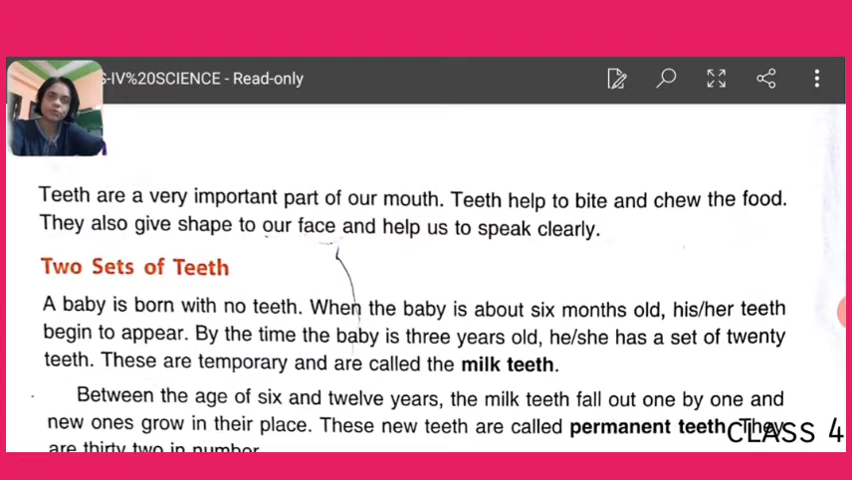 S-IV%20SCIENCE - Read-only
Teeth are a very important part of our mouth. Teeth help to bite and chew the food.
They also give shape to our face and help us to speak clearly.
Two Sets of Teeth
A baby is born with no teeth. When the baby is about six months old, his/her teeth
begin to appear. By the time the baby is three years old, he/she has a set of twenty
teeth. These are temporary and are called the milk teeth.
Between the age of six and twelve years, the milk teeth fall out one by one and
new ones grow in their place. These new teeth are called permanent teeth. They
are thirty two in number
CLASS 4